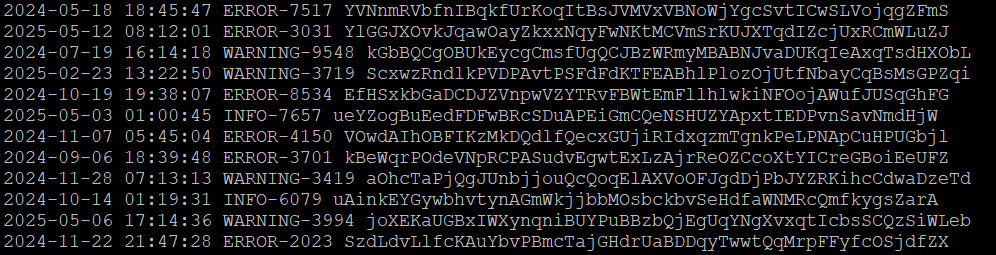 2024-05-18 18:45:47 ERROR-7517 YVNnmRVbfnIBqkfUrKoqItBsJVMVxVBNoWjYgcSvtICwSLVojqgZFmS
2025-05-12 08:12:01 ERROR-3031 YlGGJXOvkJqawOayZkxxNqyFwNKtMCVmSrKUJXTqdIZcjUxRCmWLuZJ
2024-07-19 16:14:18 WARNING-9548 kGbBQCgOBUkEycgCmsfUgQCJBzWRmyMBABNJvaDUKqIeAxqTsdHXObL
2025-02-23 13:22:50 WARNING-3719 ScxwzRndlkPVDPAvtPSFdFdKTFEABhlPlozOjUtfNbayCqBsMsGPZqi
2024-10-19 19:38:07 ERROR-8534 EfHSxkbGaDCDJZVnpwVZYTRvFBWtEmFllhlwkiNFOojAWufJUSqGhFG
2025-05-03 01:00:45 INFO-7657 ueYZogBuEedFDFwBRcSDuAPEiGmCQeNSHUZYApxtIEDPvnSavNmdHjW
2024-11-07 05:45:04 ERROR-4150 VOwdAIhOBFIKzMkDQdlfQecxGUjiRIdxqzmTgnkPeLPNApCuHPUGbjl
2024-09-06 18:39:48 ERROR-3701 kBeWqrPOdeVNpRCPASudvEgwtExLzAjrReOZCcoXtYICreGBoiEeUFZ
2024-11-28 07:13:13 WARNING-3419 aOhcTaPjQgJUnbjjouQcQoqElAXVoOFJgdDjPbJYZRKihcCdwaDzeTd
2024-10-14 01:19:31 INFO-6079 uAinkEYGywbhvtynAGmWkjjbbMOsbckbvSeHdfaWNMRcQmfkygsZarA
2025-05-06 17:14:36 WARNING-3994 joXEKaUGBxIWXynqniBUYPuBBzbQjEgUqYNgXvxqtIcbsSCQzSiWLeb
2024-11-22 21:47:28 ERROR-2023 SzdLdvLlfcKAuYbvPBmcTajGHdrUaBDDqyTwwtQqMrpFFyfcOSjdfZX